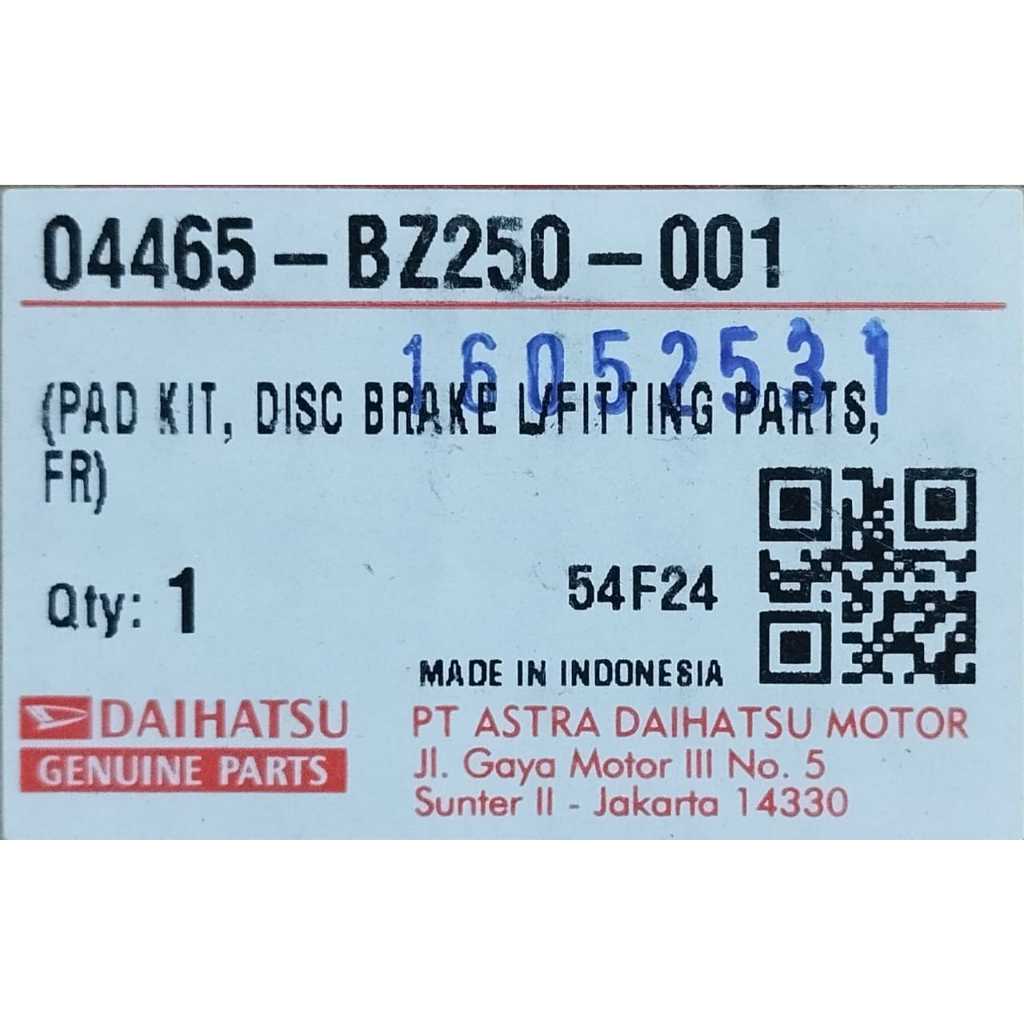 04465-BZ250-001
16052531
(PAD KIT, DISC BRAKE L/FITTING PARTS,
FR)
Qty: 1
54F24
MADE IN INDONESIA
DAIHATSU
GENUINE PARTS
PT ASTRA DAIHATSU MOTOR
Jl. Gaya Motor III No. 5
Sunter II - Jakarta 14330